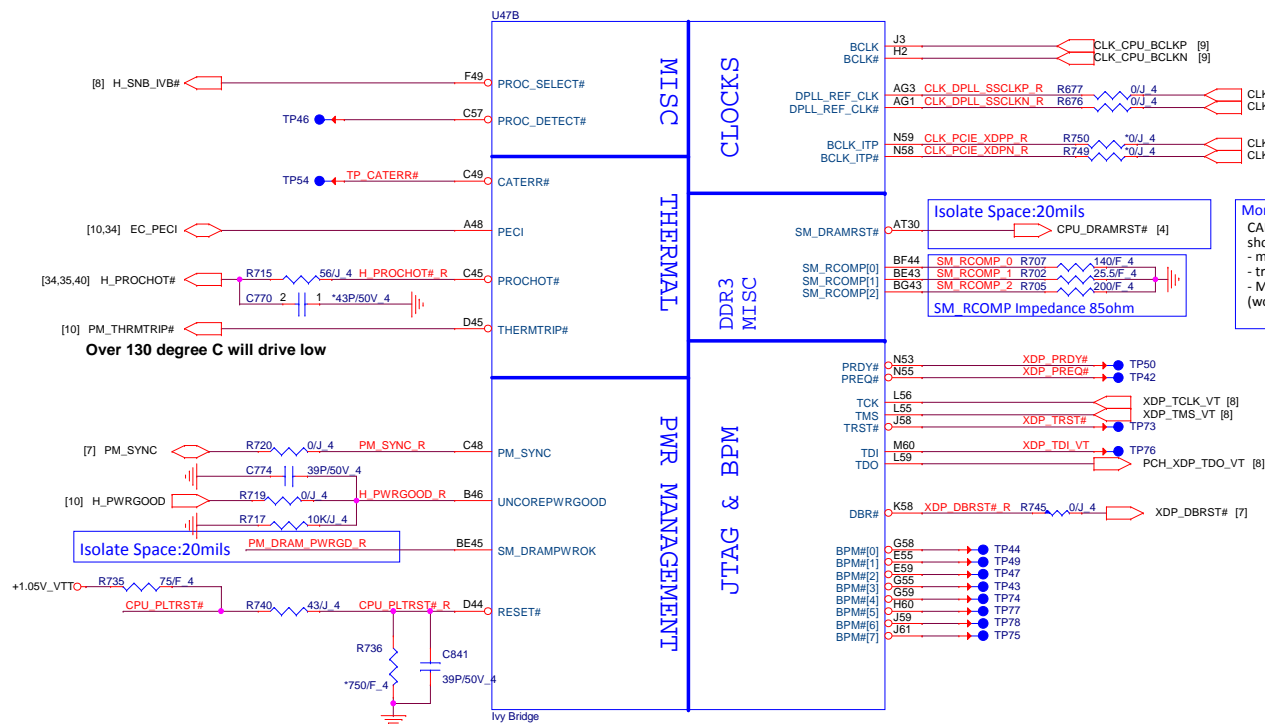 U47B
MISC
CLOCKS
THERMAL
DDR3
MISC
PWR MANAGEMENT
JTAG & BPM
[8] H_SNB_IVB# F49 PROC_SELECT#
TP46 C57 PROC_DETECT#
TP54 TP_CATERR# C49 CATERR#
[10,34] EC_PECI A48 PECI
[34,35,40] H_PROCHOT# R715 56/J_4 H_PROCHOT#_R C45 PROCHOT#
C770 2 1 *43P/50V_4
[10] PM_THRMTRIP# D45 THERMTRIP#
Over 130 degree C will drive low
[7] PM_SYNC R720 0/J_4 PM_SYNC_R C48 PM_SYNC
C774 39P/50V_4
[10] H_PWRGOOD R719 0/J_4 H_PWRGOOD_R B46 UNCOREPWRGOOD
R717 10K/J_4
Isolate Space:20mils PM_DRAM_PWRGD_R BE45 SM_DRAMPWROK
+1.05V_VTT R735 75/F_4
CPU_PLTRST# R740 43/J_4 CPU_PLTRST#_R D44 RESET#
R736 C841
*750/F_4 39P/50V_4
Ivy Bridge
BCLK J3 CLK_CPU_BCLKP [9]
BCLK# H2 CLK_CPU_BCLKN [9]
DPLL_REF_CLK AG3 CLK_DPLL_SSCLKP_R R677 0/J_4 CLK
DPLL_REF_CLK# AG1 CLK_DPLL_SSCLKN_R R676 0/J_4 CLK
BCLK_ITP N59 CLK_PCIE_XDPP_R R750 *0/J_4 CLK
BCLK_ITP# N58 CLK_PCIE_XDPN_R R749 *0/J_4 CLK
Isolate Space:20mils
SM_DRAMRST# AT30 CPU_DRAMRST# [4]
SM_RCOMP[0] BF44 SM_RCOMP_0 R707 140/F_4
SM_RCOMP[1] BE43 SM_RCOMP_1 R702 25.5/F_4
SM_RCOMP[2] BG43 SM_RCOMP_2 R705 200/F_4
SM_RCOMP Impedance 85ohm
PRDY# N53 XDP_PRDY# TP50
PREQ# N55 XDP_PREQ# TP42
TCK L56 XDP_TCLK_VT [8]
TMS L55 XDP_TMS_VT [8]
TRST# J58 XDP_TRST# TP73
TDI M60 XDP_TDI_VT TP76
TDO L59 PCH_XDP_TDO_VT [8]
DBR# K58 XDP_DBRST#_R R745 0/J_4 XDP_DBRST# [7]
BPM#[0] G58 TP44
BPM#[1] E55 TP49
BPM#[2] E59 TP47
BPM#[3] G55 TP43
BPM#[4] G59 TP74
BPM#[5] H60 TP77
BPM#[6] J59 TP78
BPM#[7] J61 TP75